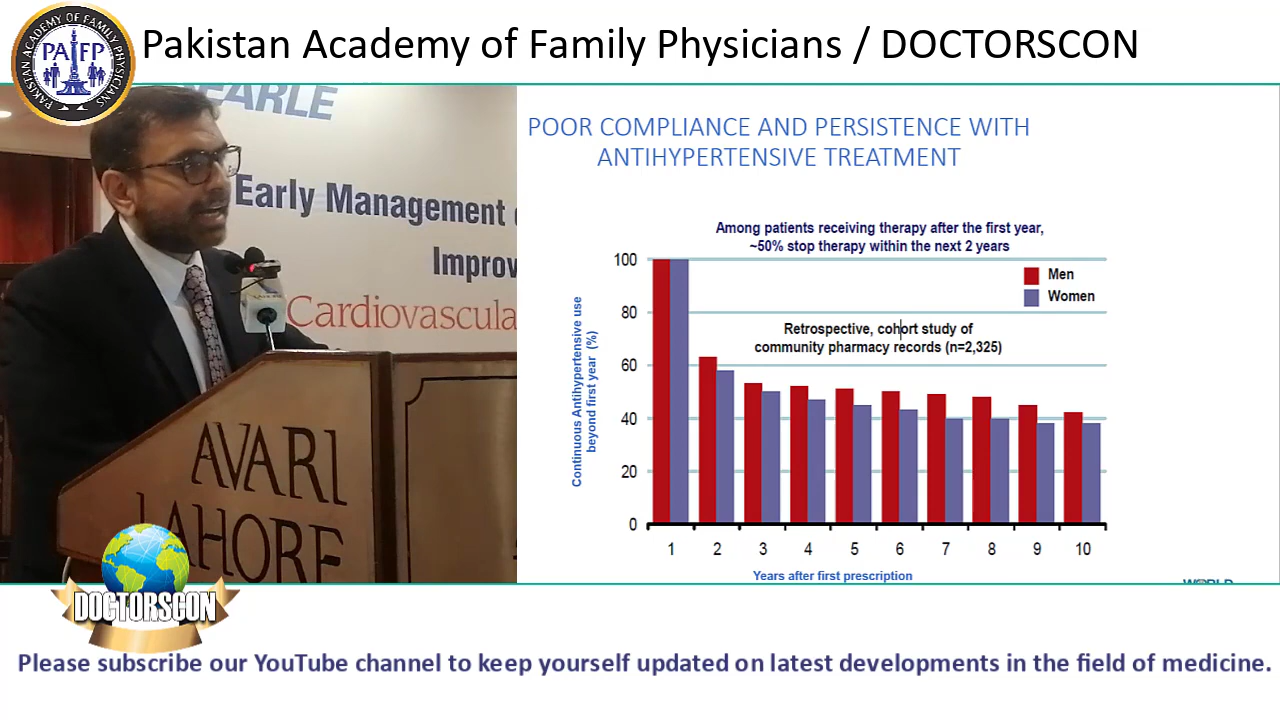 PAKISTAN ACADEMY OF FAMILY PHYSICIANS
PAFP
Pakistan Academy of Family Physicians / DOCTORSCON
EARLE
Early Management
Improv
Cardiovascula
AVARI
LAHORE
POOR COMPLIANCE AND PERSISTENCE WITH
ANTIHYPERTENSIVE TREATMENT
Among patients receiving therapy after the first year,
~50% stop therapy within the next 2 years
Men
Women
Retrospective, cohort study of
community pharmacy records (n=2,325)
Continuous Antihypertensive use
beyond first year (%)
100
80
60
40
20
0
1 2 3 4 5 6 7 8 9 10
Years after first prescription
WORLD
DOCTORSCON
Please subscribe our YouTube channel to keep yourself updated on latest developments in the field of medicine.